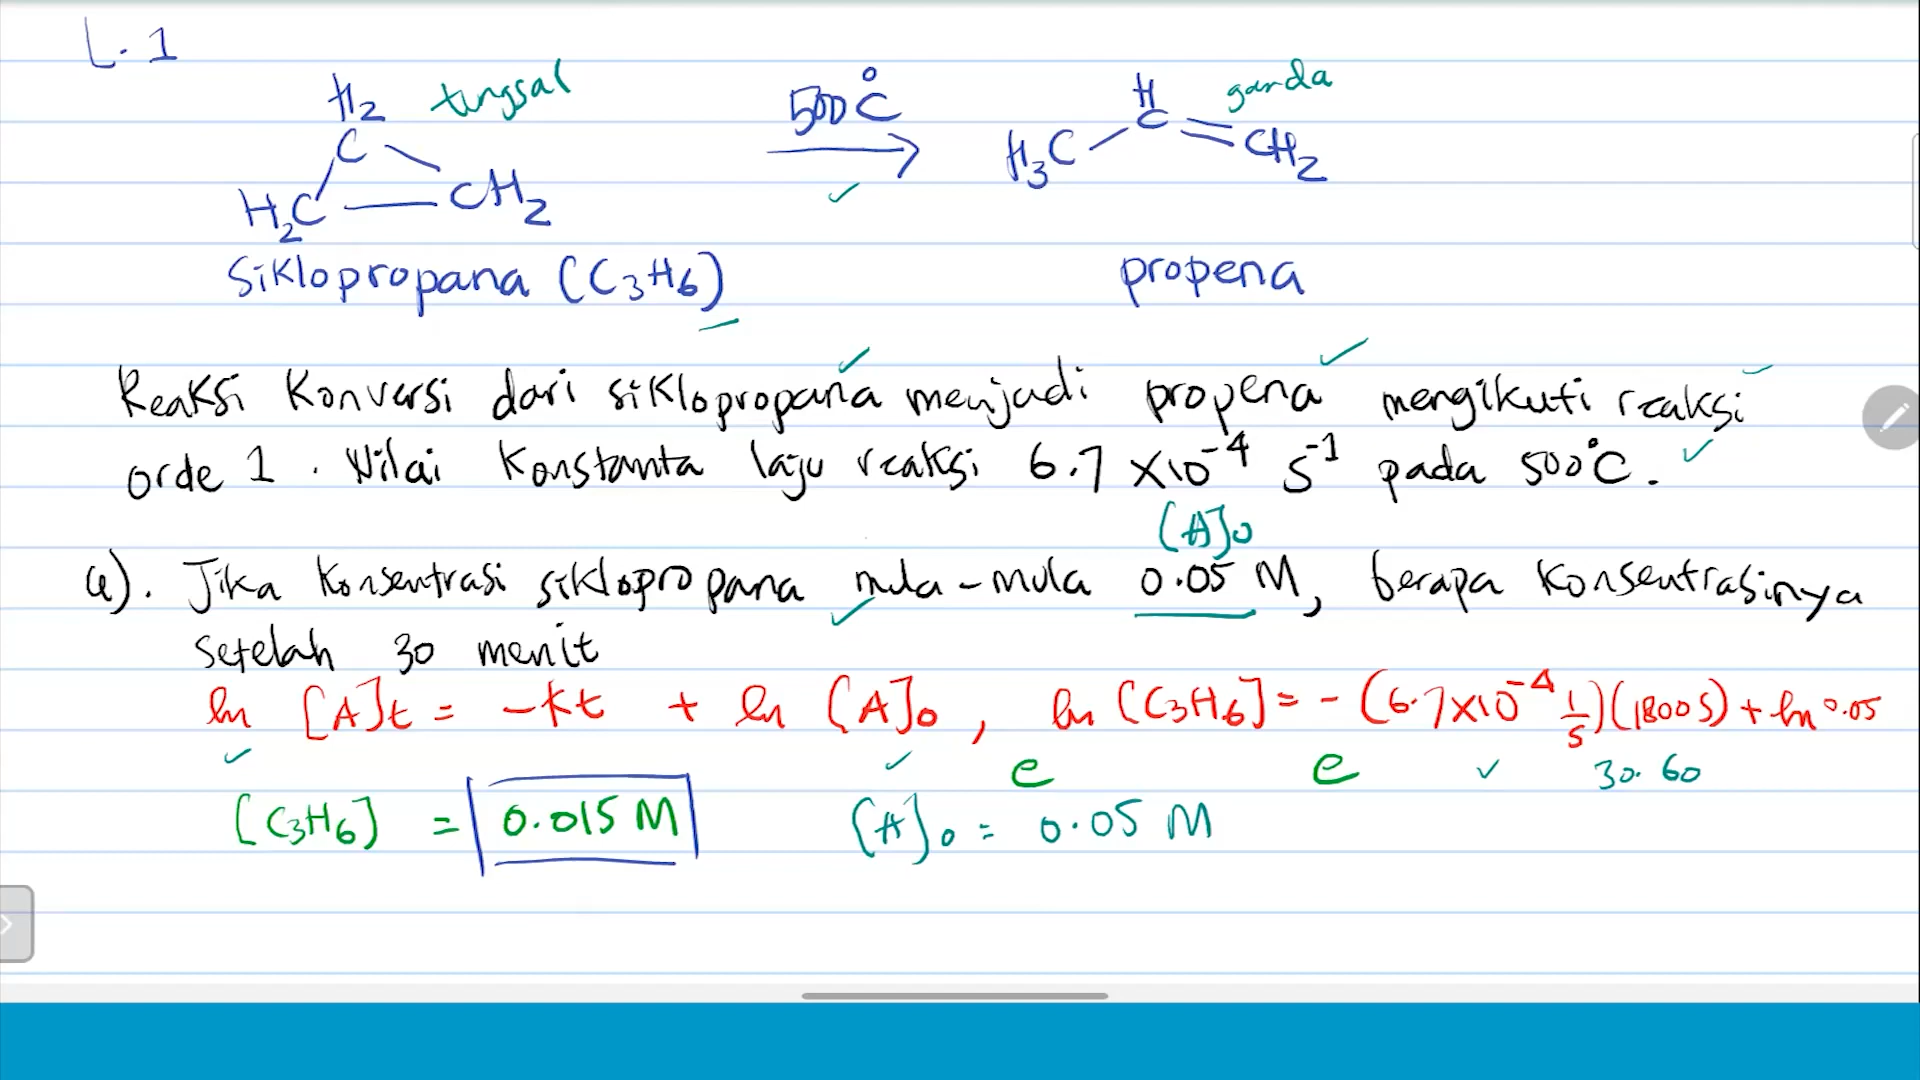 L. 1
H2 tunggal 500°C H ganda
C H3C C CH2
H2C CH2
Siklopropana (C3H6) propena
Reaksi Konversi dari siklopropana menjadi propena mengikuti reaksi
orde 1. Nilai Konstanta laju reaksi 6.7 x10⁻⁴ s⁻¹ pada 500°C.
[A]0
a). Jika Konsentrasi siklopropana mula-mula 0.05 M, berapa Konsentrasinya
setelah 30 menit
ln [A]t = -kt + ln [A]0, ln [C3H6] = -(6.7x10⁻⁴ 1/s)(1800 s) + ln 0.05
e e 30.60
[C3H6] = 0.015 M [A]0 = 0.05 M